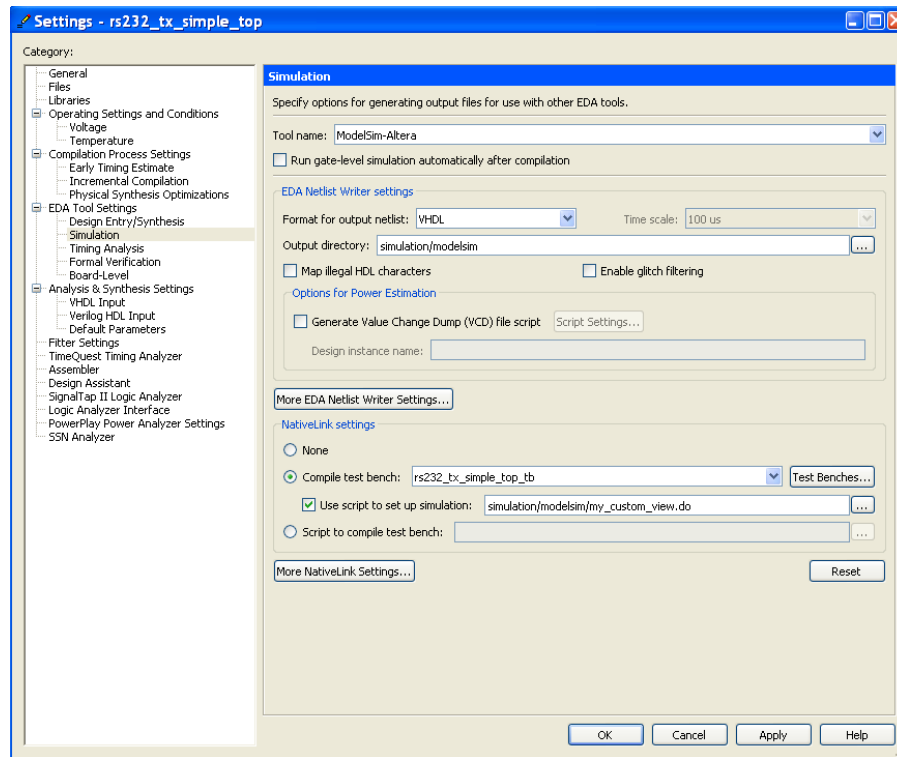 Settings - rs232_tx_simple_top
Category:
General
Files
Libraries
Operating Settings and Conditions
Voltage
Temperature
Compilation Process Settings
Early Timing Estimate
Incremental Compilation
Physical Synthesis Optimizations
EDA Tool Settings
Design Entry/Synthesis
Simulation
Timing Analysis
Formal Verification
Board-Level
Analysis & Synthesis Settings
VHDL Input
Verilog HDL Input
Default Parameters
Fitter Settings
TimeQuest Timing Analyzer
Assembler
Design Assistant
SignalTap II Logic Analyzer
Logic Analyzer Interface
PowerPlay Power Analyzer Settings
SSN Analyzer
Simulation
Specify options for generating output files for use with other EDA tools.
Tool name: ModelSim-Altera
Run gate-level simulation automatically after compilation
EDA Netlist Writer settings
Format for output netlist: VHDL Time scale: 100 us
Output directory: simulation/modelsim ...
Map illegal HDL characters Enable glitch filtering
Options for Power Estimation
Generate Value Change Dump (VCD) file script Script Settings...
Design instance name:
More EDA Netlist Writer Settings...
NativeLink settings
None
Compile test bench: rs232_tx_simple_top_tb Test Benches...
Use script to set up simulation: simulation/modelsim/my_custom_view.do ...
Script to compile test bench: ...
More NativeLink Settings... Reset
OK Cancel Apply Help